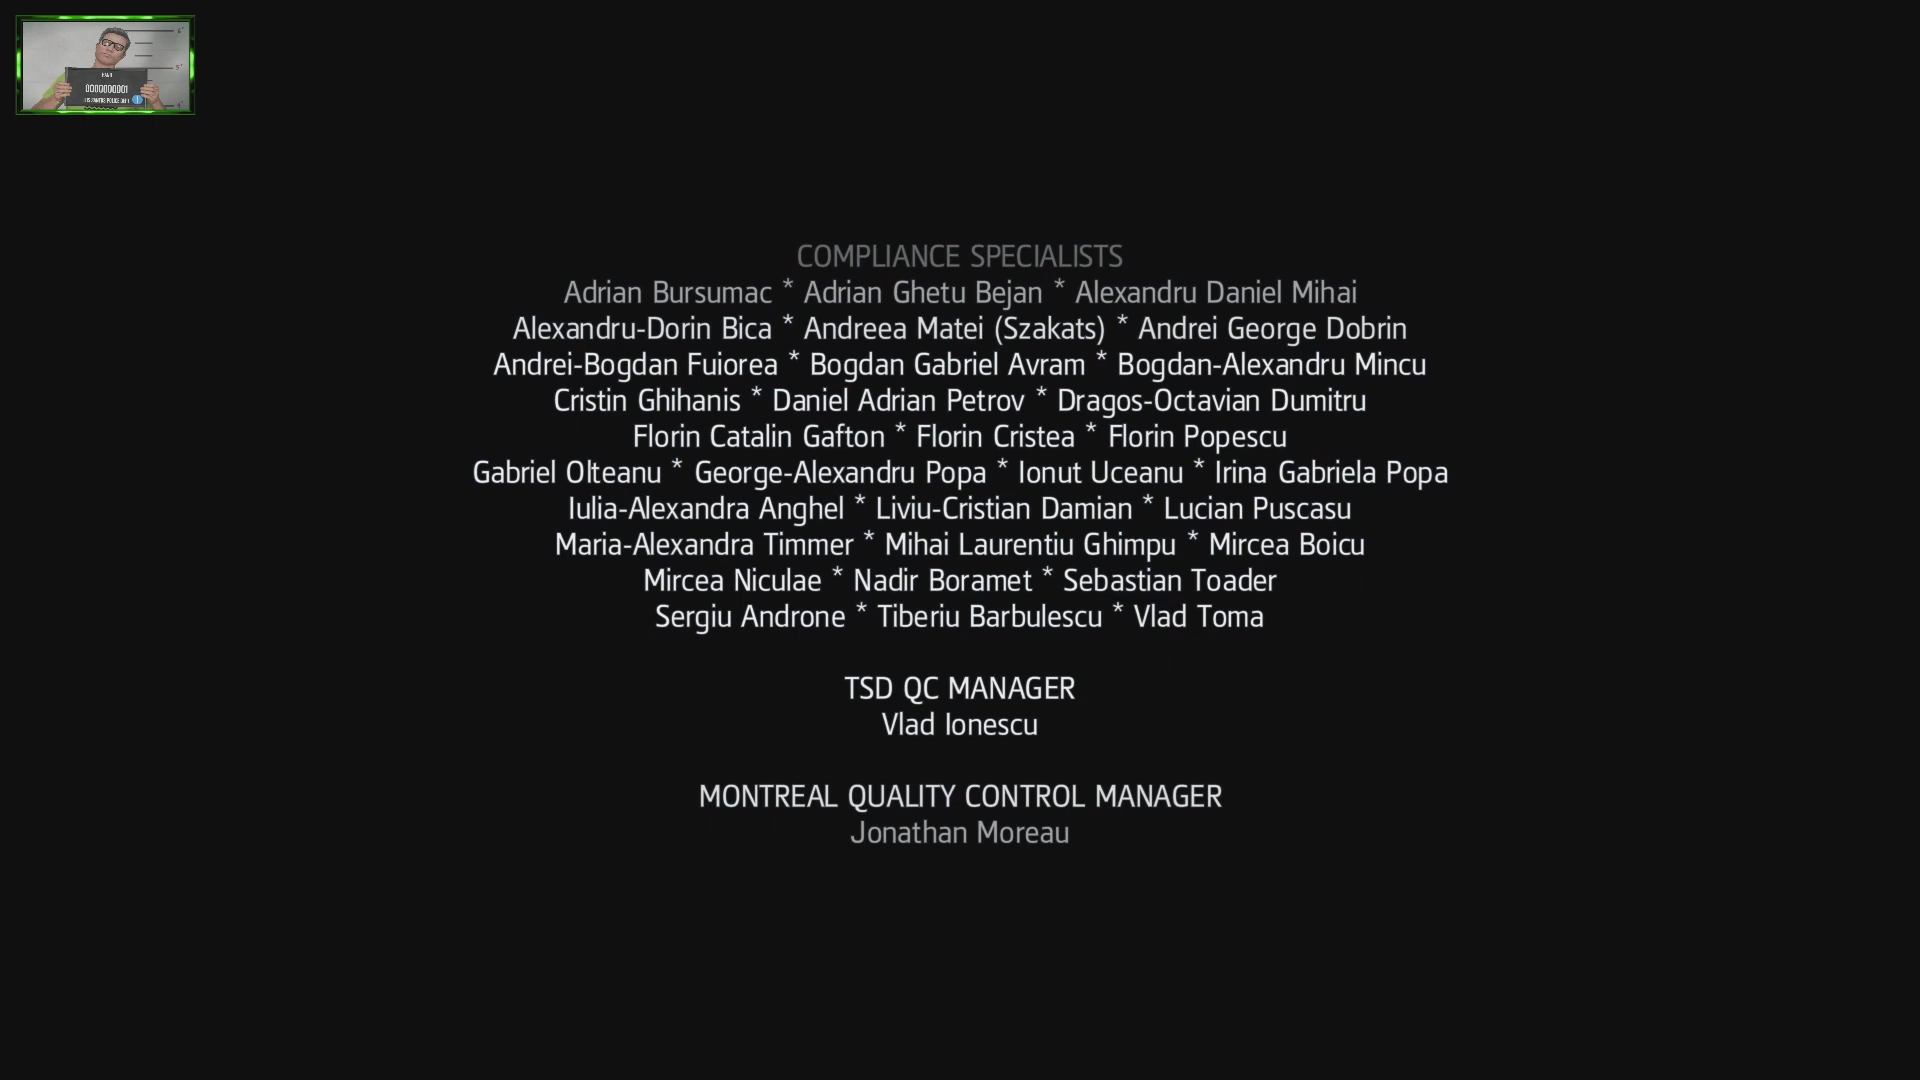 0000000001
COMPLIANCE SPECIALISTS
Adrian Bursumac * Adrian Ghetu Bejan * Alexandru Daniel Mihai
Alexandru-Dorin Bica * Andreea Matei (Szakats) * Andrei George Dobrin
Andrei-Bogdan Fuiorea * Bogdan Gabriel Avram * Bogdan-Alexandru Mincu
Cristin Ghihanis * Daniel Adrian Petrov * Dragos-Octavian Dumitru
Florin Catalin Gafton * Florin Cristea * Florin Popescu
Gabriel Olteanu * George-Alexandru Popa * Ionut Uceanu * Irina Gabriela Popa
Iulia-Alexandra Anghel * Liviu-Cristian Damian * Lucian Puscasu
Maria-Alexandra Timmer * Mihai Laurentiu Ghimpu * Mircea Boicu
Mircea Niculae * Nadir Boramet * Sebastian Toader
Sergiu Androne * Tiberiu Barbulescu * Vlad Toma
TSD QC MANAGER
Vlad Ionescu
MONTREAL QUALITY CONTROL MANAGER
Jonathan Moreau